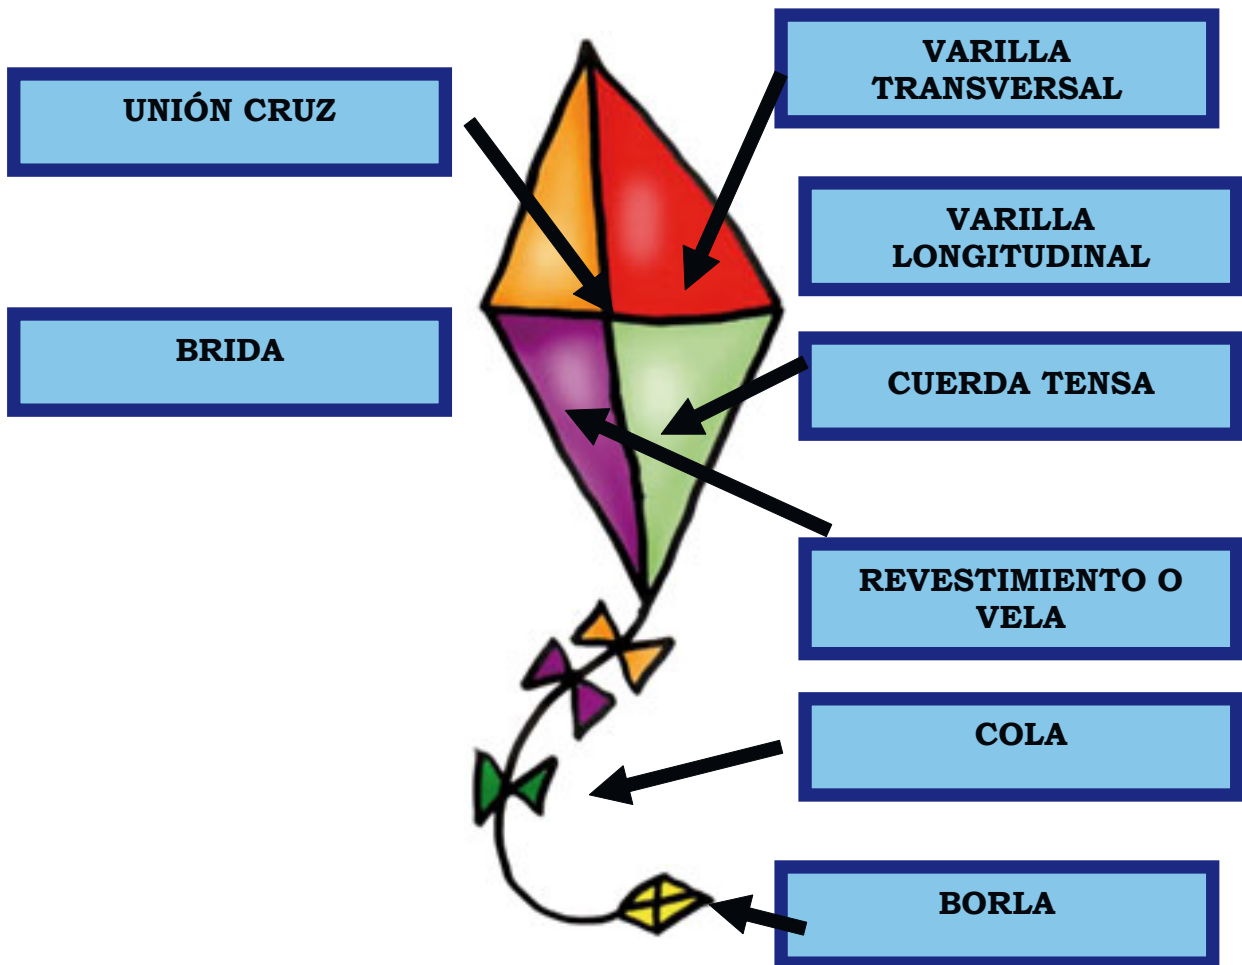 VARILLA
TRANSVERSAL
UNIÓN CRUZ
VARILLA
LONGITUDINAL
BRIDA
CUERDA TENSA
REVESTIMIENTO O
VELA
COLA
BORLA